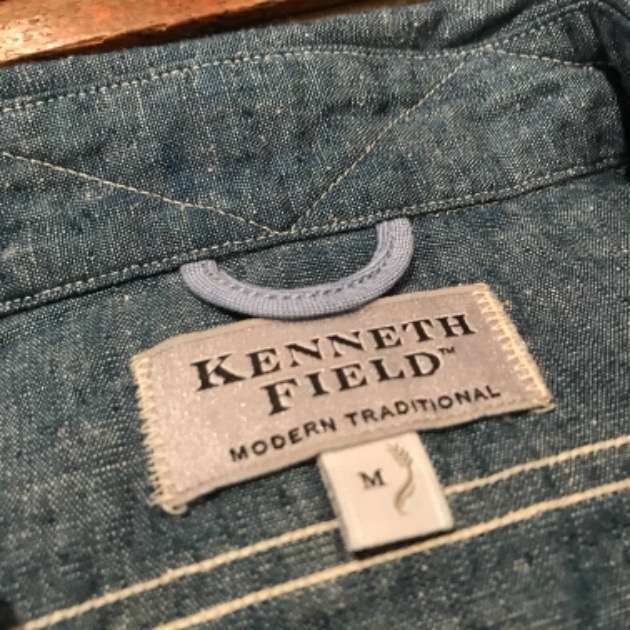 KENNETH
FIELD™
MODERN TRADITIONAL
M